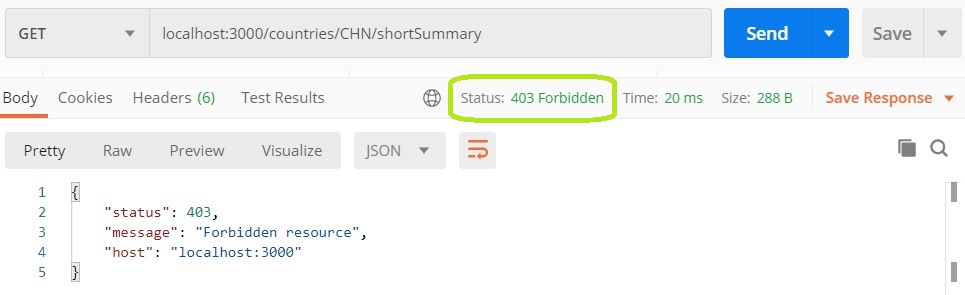 GET localhost:3000/countries/CHN/shortSummary Send Save
Body Cookies Headers (6) Test Results Status: 403 Forbidden Time: 20 ms Size: 288 B Save Response
Pretty Raw Preview Visualize JSON
1 {
2 "status": 403,
3 "message": "Forbidden resource",
4 "host": "localhost:3000"
5 }